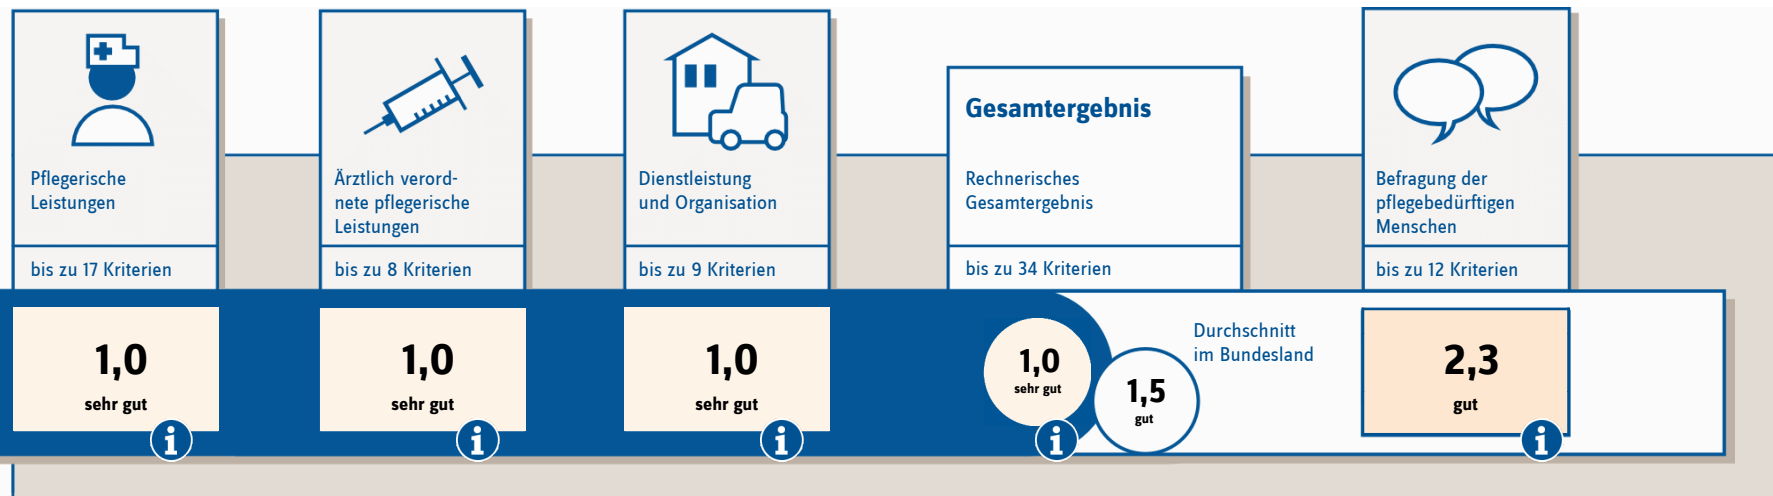 Pflegerische
Leistungen
bis zu 17 Kriterien
1,0
sehr gut
i
Ärztlich verord-
nete pflegerische
Leistungen
bis zu 8 Kriterien
1,0
sehr gut
i
Dienstleistung
und Organisation
bis zu 9 Kriterien
1,0
sehr gut
i
Gesamtergebnis
Rechnerisches
Gesamtergebnis
bis zu 34 Kriterien
1,0
sehr gut
i
1,5
gut
Durchschnitt
im Bundesland
Befragung der
pflegebedürftigen
Menschen
bis zu 12 Kriterien
2,3
gut
i